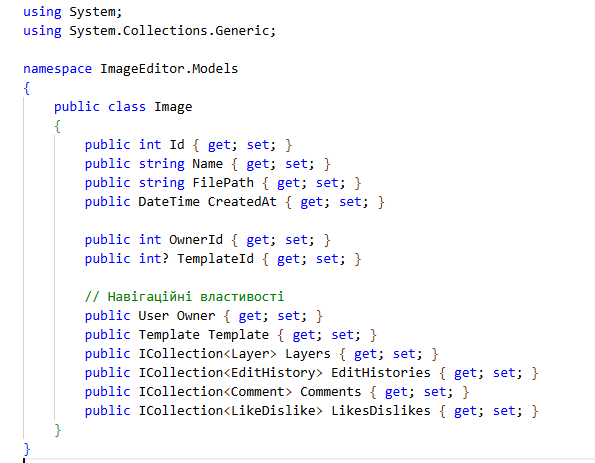 using System;
using System.Collections.Generic;

namespace ImageEditor.Models
{
    public class Image
    {
        public int Id { get; set; }
        public string Name { get; set; }
        public string FilePath { get; set; }
        public DateTime CreatedAt { get; set; }

        public int OwnerId { get; set; }
        public int? TemplateId { get; set; }

        // Навігаційні властивості
        public User Owner { get; set; }
        public Template Template { get; set; }
        public ICollection<Layer> Layers { get; set; }
        public ICollection<EditHistory> EditHistories { get; set; }
        public ICollection<Comment> Comments { get; set; }
        public ICollection<LikeDislike> LikesDislikes { get; set; }
    }
}